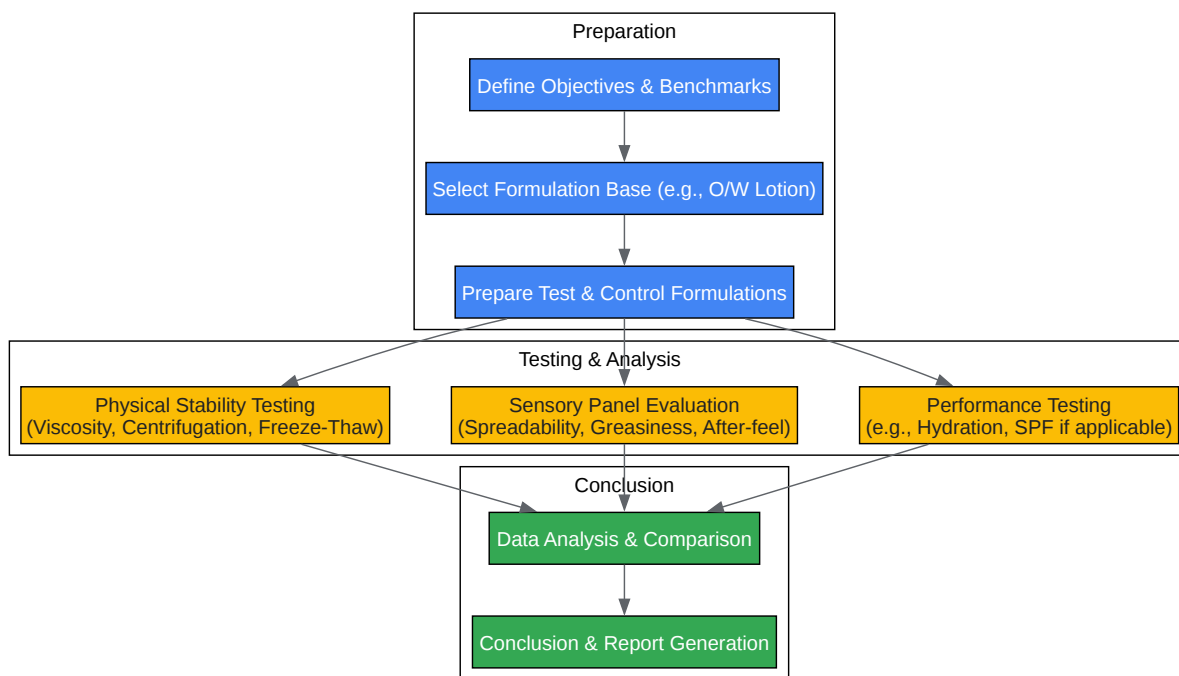 Preparation
Define Objectives & Benchmarks
Select Formulation Base (e.g., O/W Lotion)
Prepare Test & Control Formulations
Testing & Analysis
Physical Stability Testing
(Viscosity, Centrifugation, Freeze-Thaw)
Sensory Panel Evaluation
(Spreadability, Greasiness, After-feel)
Performance Testing
(e.g., Hydration, SPF if applicable)
Conclusion
Data Analysis & Comparison
Conclusion & Report Generation